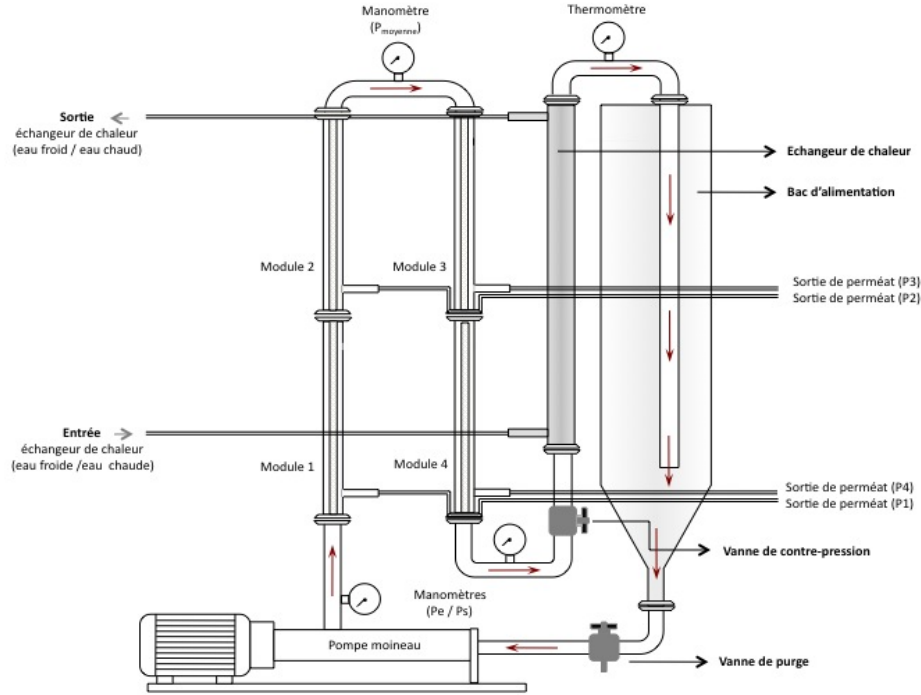 Manomètre
(Pmoyenne)
Thermomètre
Sortie
échangeur de chaleur
(eau froid / eau chaud)
Echangeur de chaleur
Bac d'alimentation
Module 2
Module 3
Sortie de perméat (P3)
Sortie de perméat (P2)
Entrée
échangeur de chaleur
(eau froide /eau chaude)
Module 1
Module 4
Sortie de perméat (P4)
Sortie de perméat (P1)
Vanne de contre-pression
Manomètres
(Pe / Ps)
Pompe moineau
Vanne de purge